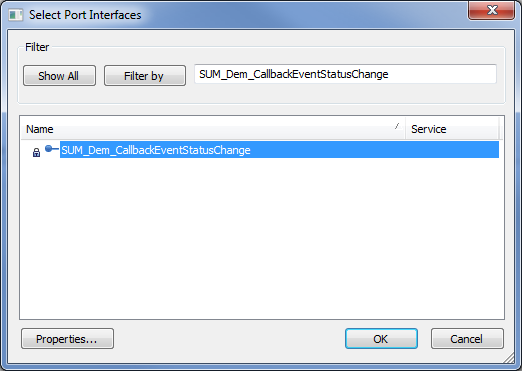 Select Port Interfaces
Filter
Show All
Filter by
SUM_Dem_CallbackEventStatusChange
Name
Service
SUM_Dem_CallbackEventStatusChange
Properties...
OK
Cancel